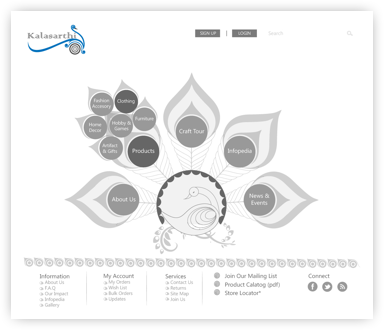 Kalasarthi
SIGN UP | LOGIN
Search
Fashion Accessory
Clothing
Home Decor
Hobby & Games
Furniture
Artifact & Gifts
Products
Craft Tour
Infopedia
About Us
News & Events
Information
About Us
F.A.Q'
Our Impact
Infopedia
Gallery
My Account
My Orders
Wish List
Bulk Orders
Updates
Services
Contact Us
Returns
Site Map
Join Us
Join Our Mailing List
Product Catalog (pdf)
Store Locator*
Connect